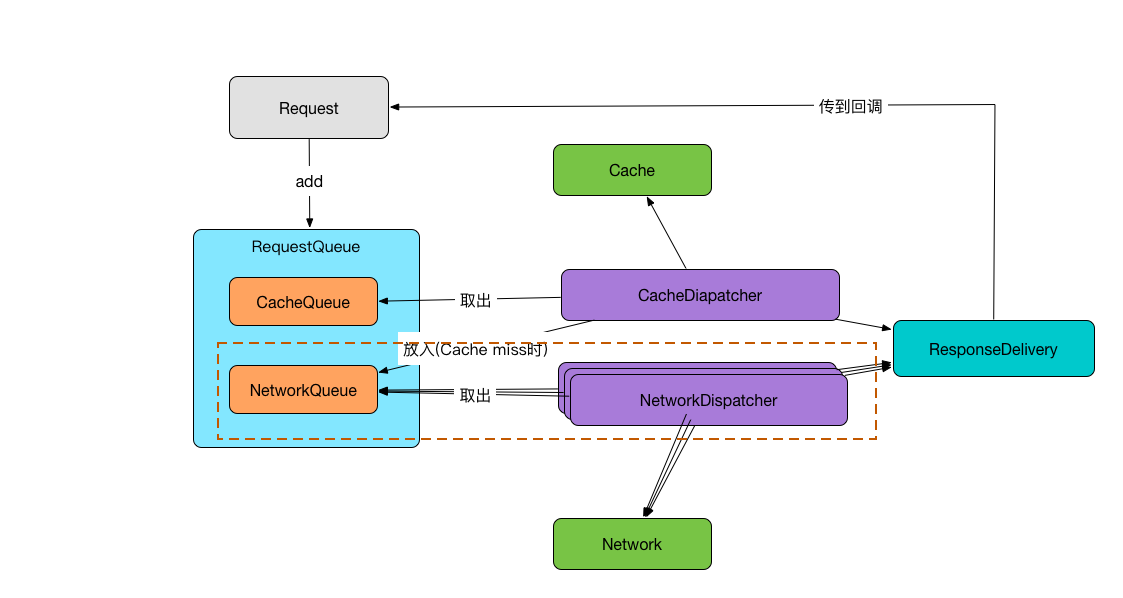 Request
传到回调
Cache
add
RequestQueue
CacheQueue
取出
CacheDiapatcher
放入(Cache miss时)
ResponseDelivery
NetworkQueue
取出
NetworkDispatcher
Network